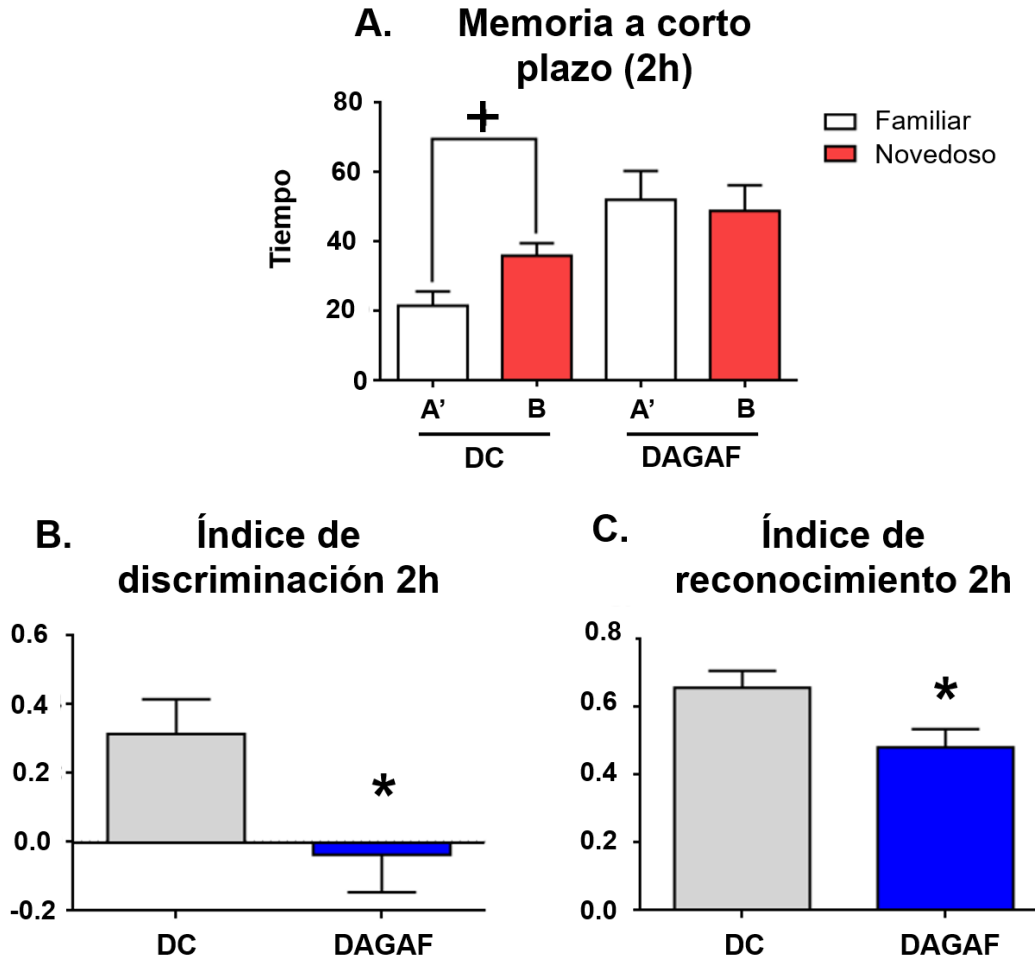 A. Memoria a corto
plazo (2h)
80
60
40
20
0
Tiempo
+
Familiar
Novedoso
A’ B A’ B
DC DAGAF
B. Índice de
discriminación 2h
0.6
0.4
0.2
0.0
-0.2
*
DC DAGAF
C. Índice de
reconocimiento 2h
0.8
0.6
0.4
0.2
0.0
*
DC DAGAF